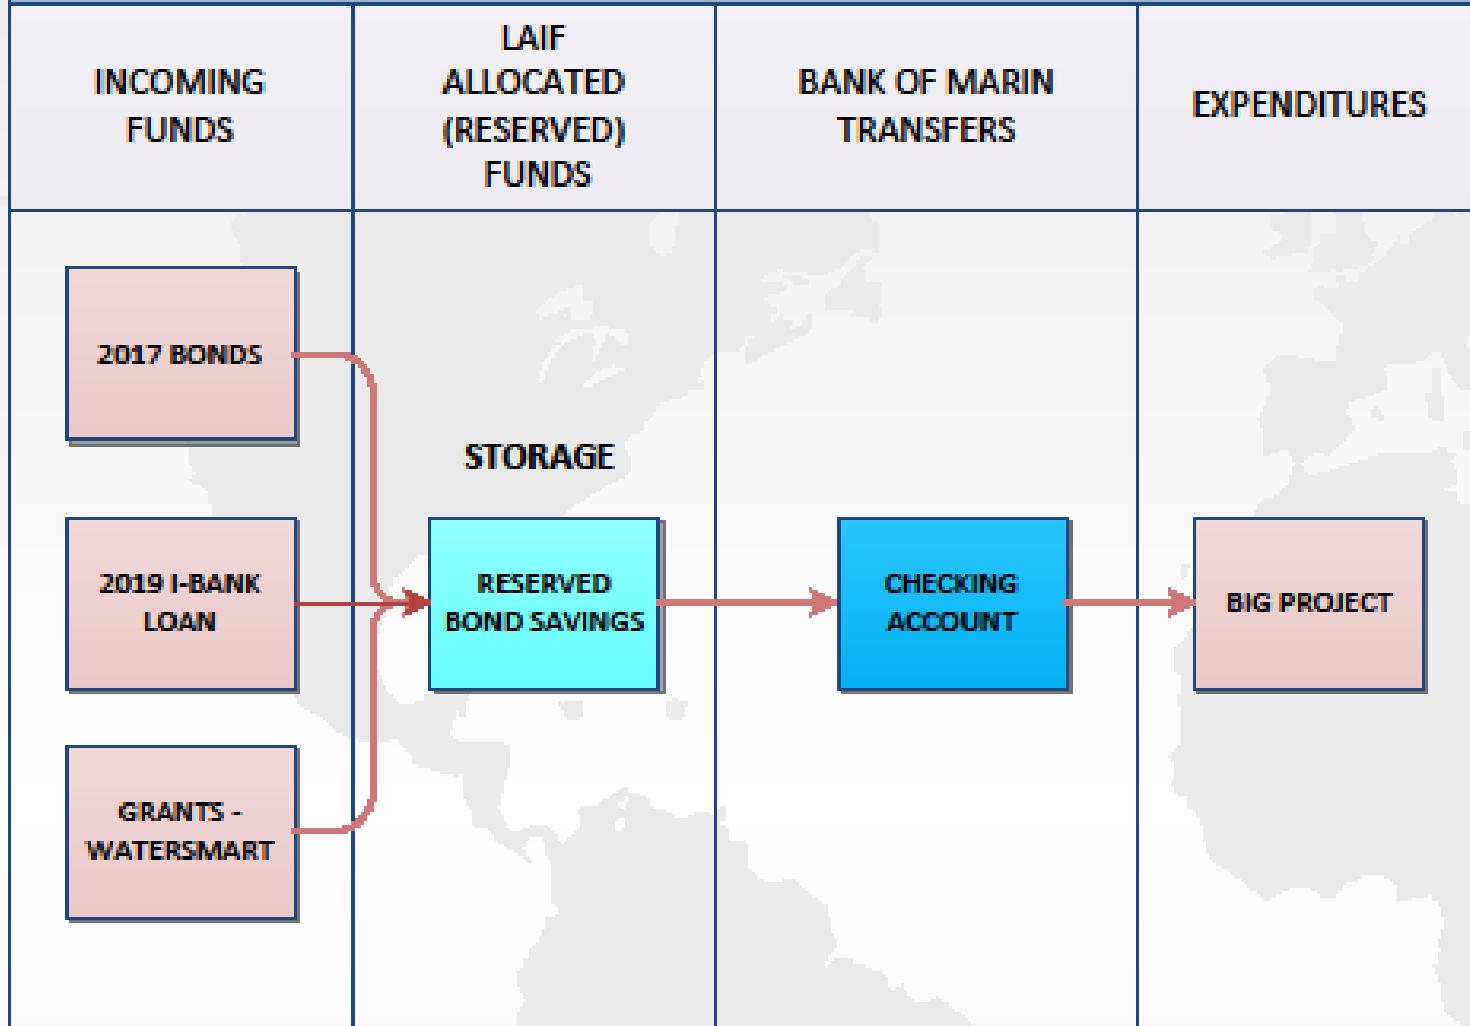 INCOMING
FUNDS
LAIF
ALLOCATED
(RESERVED)
FUNDS
BANK OF MARIN
TRANSFERS
EXPENDITURES
2017 BONDS
STORAGE
2019 I-BANK
LOAN
RESERVED
BOND SAVINGS
CHECKING
ACCOUNT
BIG PROJECT
GRANTS -
WATERSMART